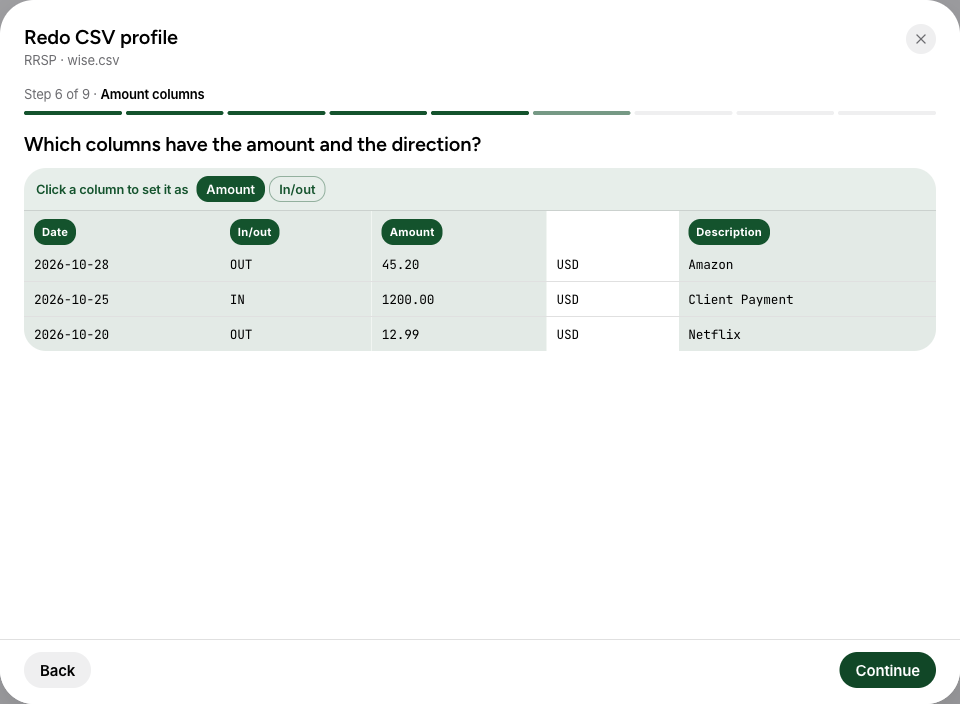 Redo CSV profile
RRSP · wise.csv
Step 6 of 9 · Amount columns
Which columns have the amount and the direction?
Click a column to set it as Amount In/out
Date In/out Amount Description
2026-10-28 OUT 45.20 USD Amazon
2026-10-25 IN 1200.00 USD Client Payment
2026-10-20 OUT 12.99 USD Netflix
Back Continue